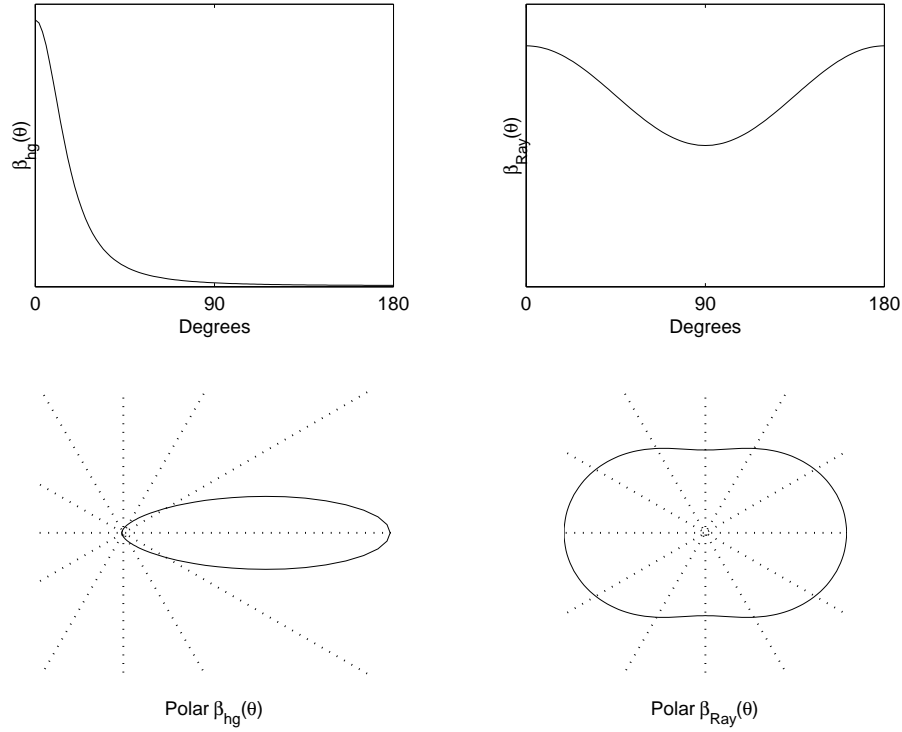 β_hg(θ)
0
90
180
Degrees
β_Ray(θ)
0
90
180
Degrees
Polar β_hg(θ)
Polar β_Ray(θ)